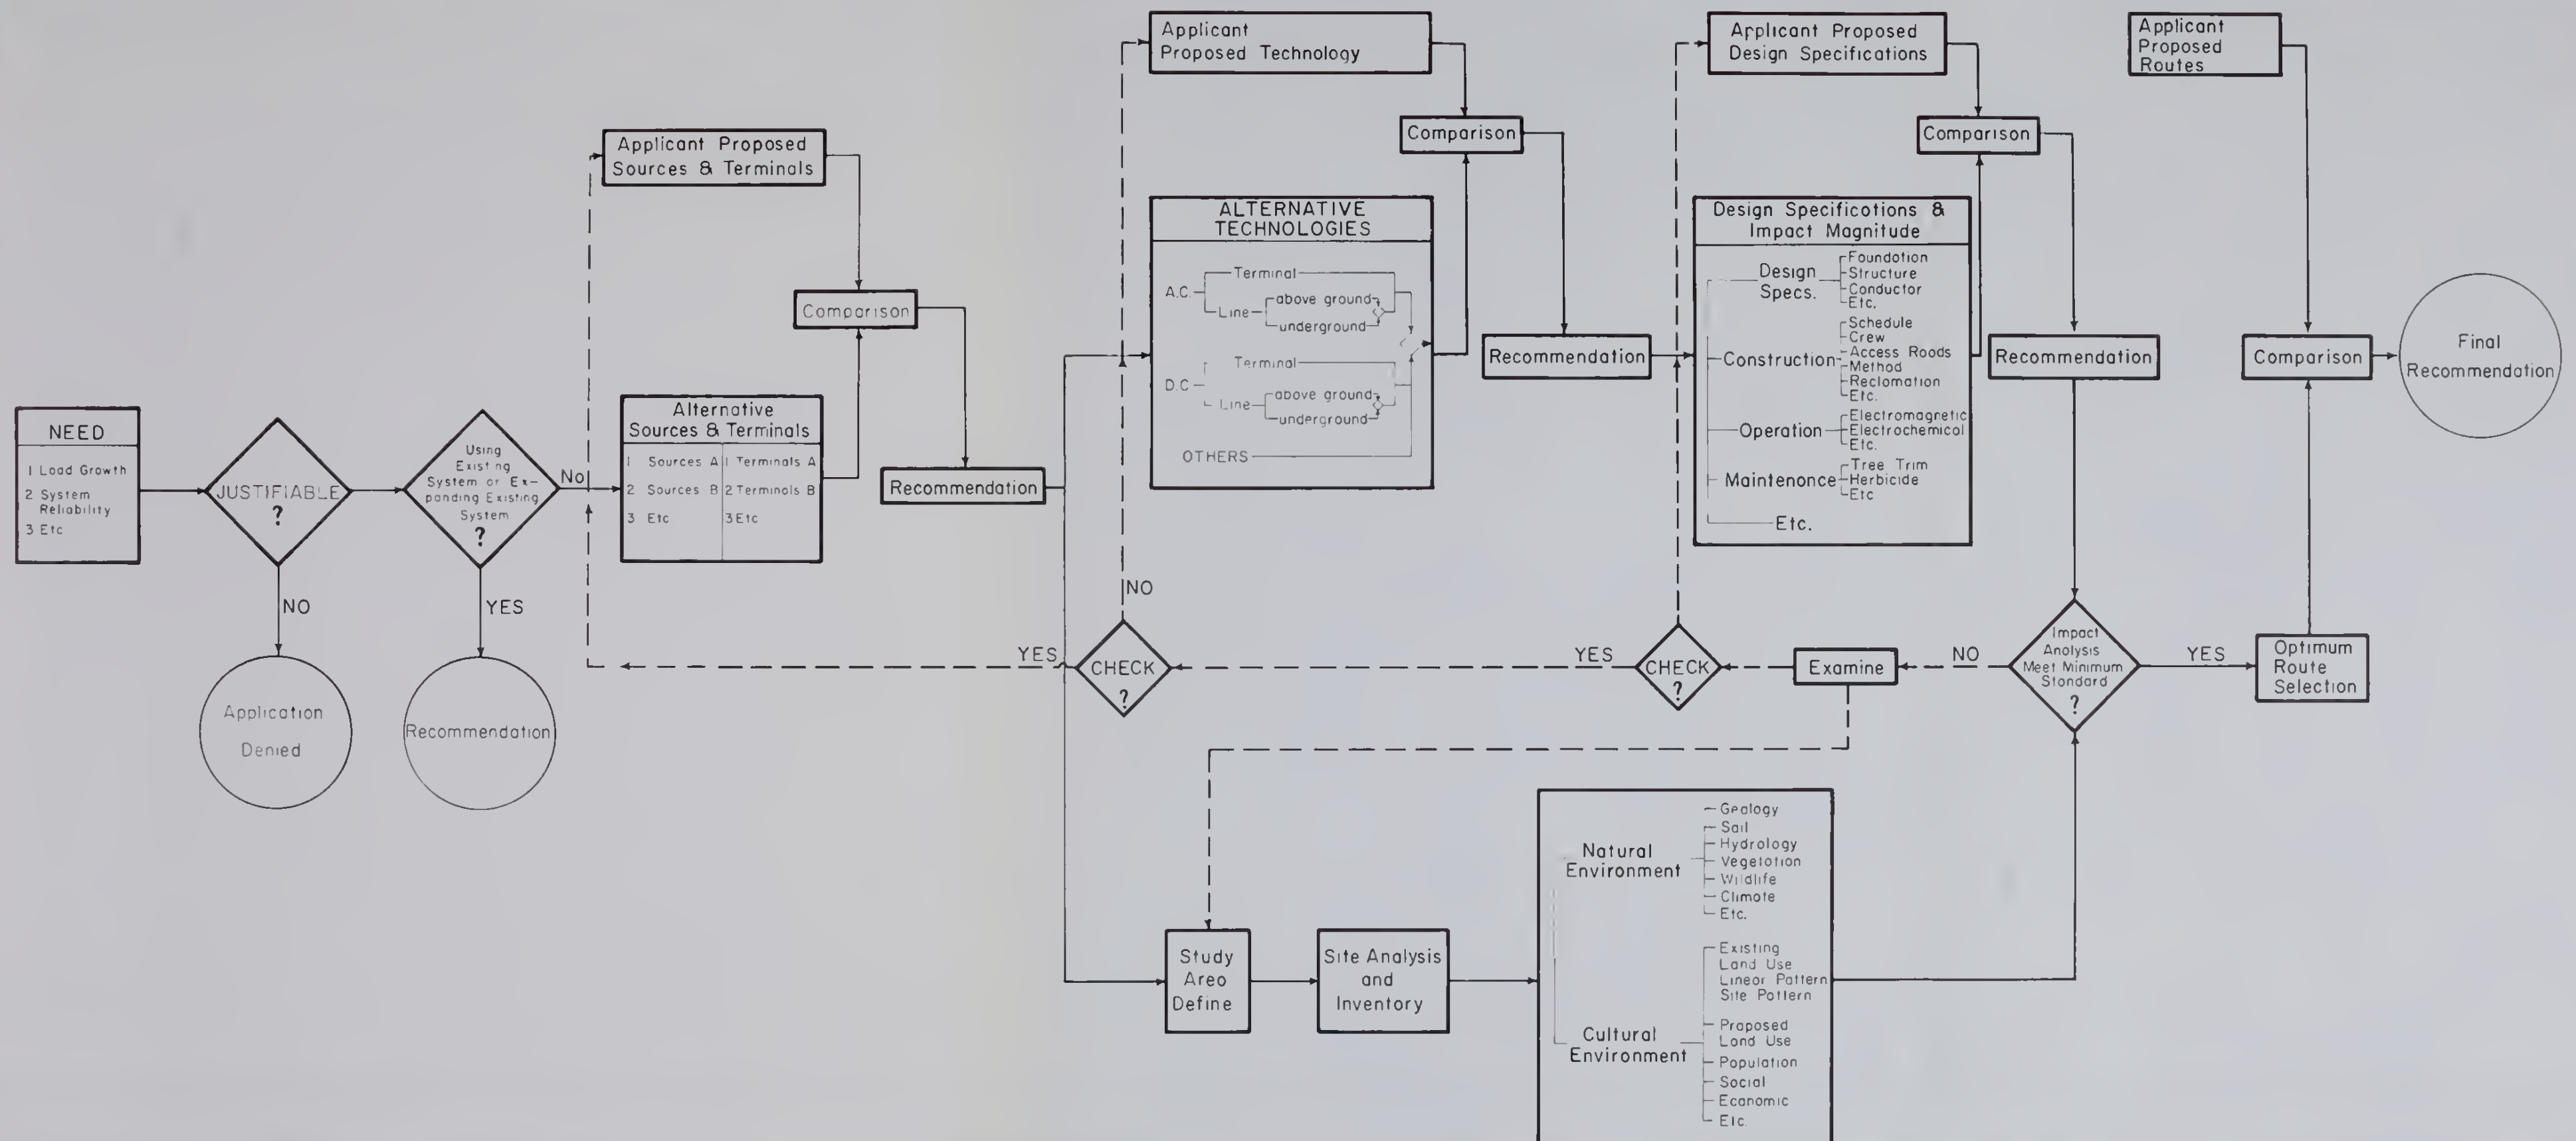 NEED
1 Load Growth
2 System
Reliability
3 Etc
JUSTIFIABLE
?
NO
Application
Denied
Using
Existing
System or Ex-
panding Existing
System
?
No
YES
Recommendation
Applicant Proposed
Sources & Terminals
Comparison
Alternative
Sources & Terminals
1 Sources A
2 Sources B
3 Etc
1 Terminals A
2 Terminals B
3 Etc
Recommendation
Applicant
Proposed Technology
Comparison
ALTERNATIVE
TECHNOLOGIES
A.C.
Terminal
Line
above ground
underground
D.C
Terminal
Line
above ground
underground
OTHERS
Recommendation
Applicant Proposed
Design Specifications
Comparison
Design Specifications &
Impact Magnitude
Design
Specs.
Foundation
Structure
Conductor
Etc.
Construction
Schedule
Crew
Access Roads
Method
Reclamation
Etc.
Operation
Electromagnetic
Electrochemical
Etc.
Maintenance
Tree Trim
Herbicide
Etc
Etc.
Recommendation
Applicant
Proposed
Routes
Comparison
Final
Recommendation
NO
YES
CHECK
?
YES
CHECK
?
Examine
NO
Impact
Analysis
Meet Minimum
Standard
?
YES
Optimum
Route
Selection
Study
Area
Define
Site Analysis
and
Inventory
Natural
Environment
Geology
Soil
Hydrology
Vegetation
Wildlife
Climate
Etc.
Cultural
Environment
Existing
Land Use
Linear Pattern
Site Pattern
Proposed
Land Use
Population
Social
Economic
Etc.